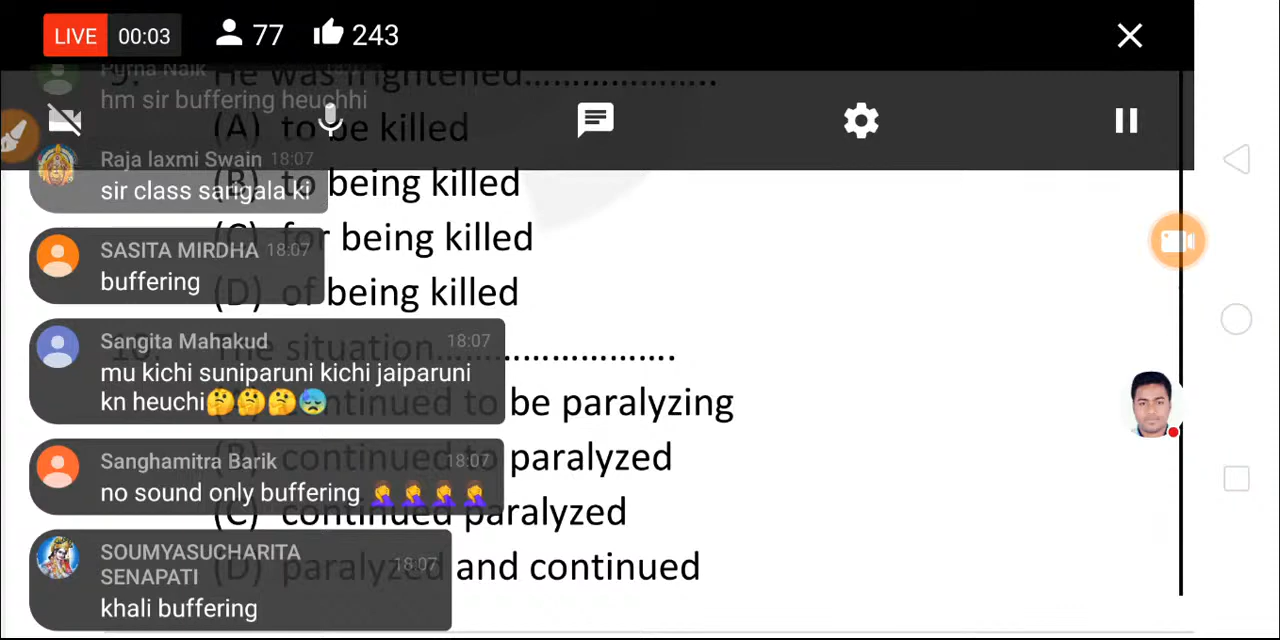 LIVE 00:03 77 243
9. He was frightened...................
Purna Naik 18:07
hm sir buffering heuchhi
(A) to be killed
Raja laxmi Swain 18:07
sir class sarigala ki
(B) to being killed
(C) for being killed
SASITA MIRDHA 18:07
buffering
(D) of being killed
10. The situation........................
Sangita Mahakud 18:07
mu kichi suniparuni kichi jaiparuni
kn heuchi🤔🤔🤔😰
(A) continued to be paralyzing
(B) continued to paralyzed
Sanghamitra Barik 18:07
no sound only buffering 🤦‍♀️🤦‍♀️🤦‍♀️🤦‍♀️
(C) continued paralyzed
SOUMYASUCHARITA
SENAPATI 18:07
khali buffering
(D) paralyzed and continued